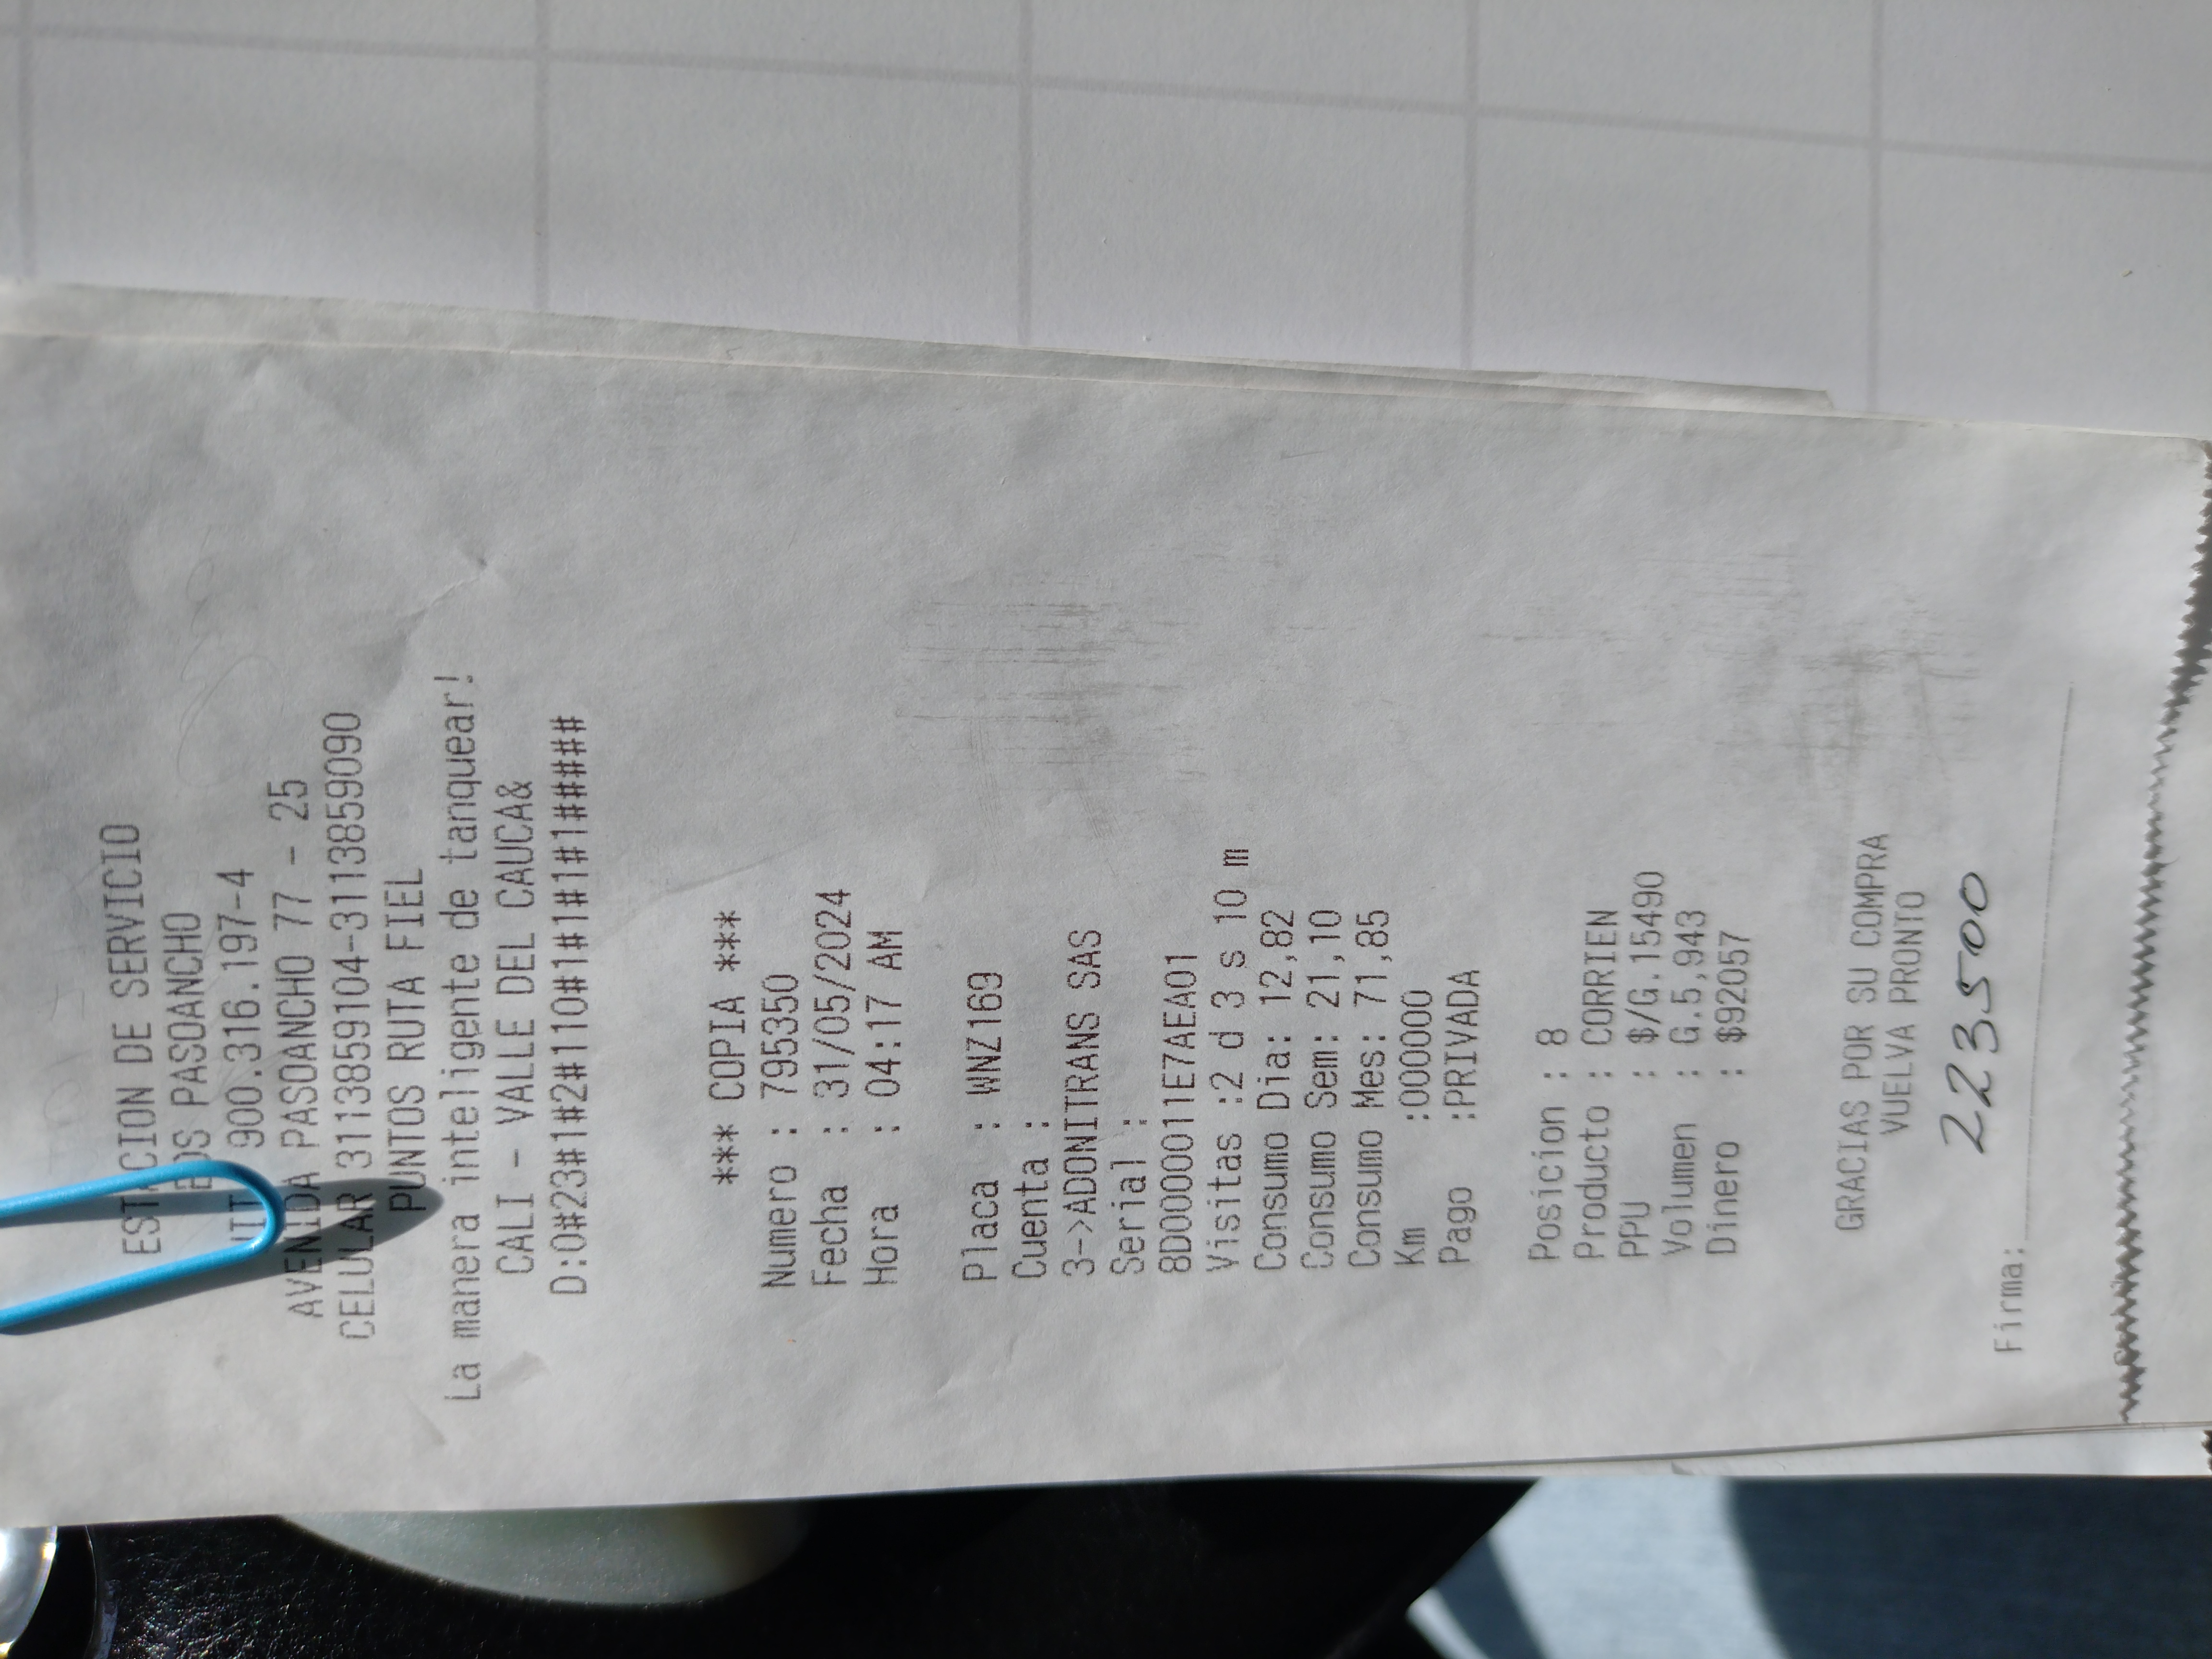 ESTACION DE SERVICIO
EDS PASOANCHO
NIT 900.316.197-4
AVENIDA PASOANCHO 77 - 25
CELULAR 3113859104-3113859090
PUNTOS RUTA FIEL
La manera inteligente de tanquear!
CALI - VALLE DEL CAUCA&
D:0#23#1#2#110#1#1#1#1#####
*** COPIA ***
Numero : 795350
Fecha : 31/05/2024
Hora : 04:17 AM
Placa : WNZ169
Cuenta :
3->ADONITRANS SAS
Serial :
8D000011E7AEA01
Visitas :2 d 3 s 10 m
Consumo Dia: 12,82
Consumo Sem: 21,10
Consumo Mes: 71,85
Km :000000
Pago :PRIVADA
Posicion : 8
Producto : CORRIEN
PPU : $/G.15490
Volumen : G.5,943
Dinero : $92057
GRACIAS POR SU COMPRA
VUELVA PRONTO
223500
Firma: